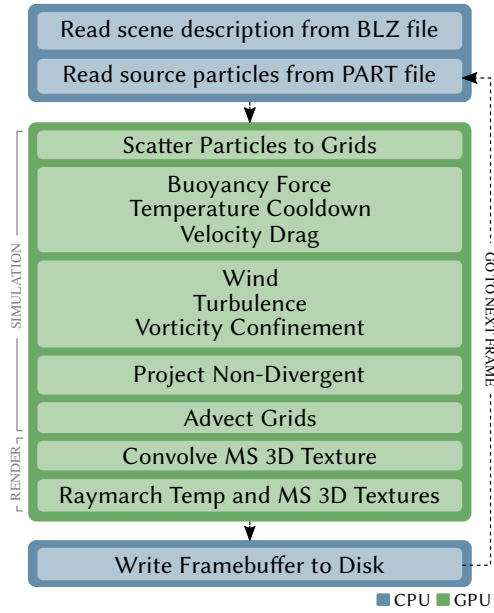 Read scene description from BLZ file
Read source particles from PART file
Scatter Particles to Grids
Buoyancy Force
Temperature Cooldown
Velocity Drag
Wind
Turbulence
Vorticity Confinement
Project Non-Divergent
Advect Grids
Convolve MS 3D Texture
Raymarch Temp and MS 3D Textures
Write Framebuffer to Disk
SIMULATION
RENDER
GO TO NEXT FRAME
CPU GPU